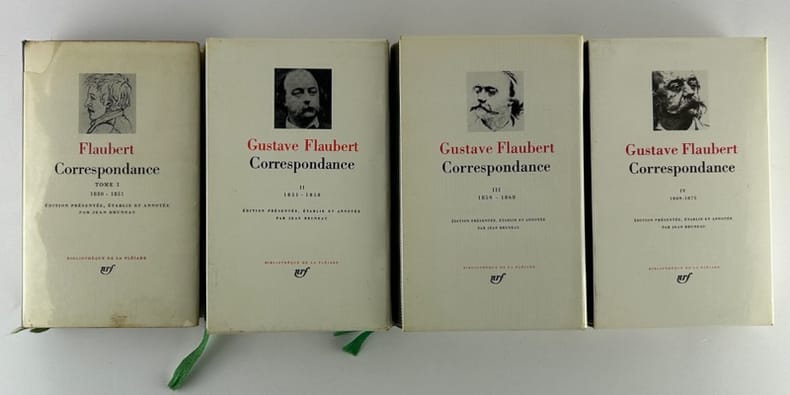 Flaubert
Correspondance
TOME I
1830-1851
ÉDITION PRÉSENTÉE, ÉTABLIE ET ANNOTÉE
PAR JEAN BRUNEAU
BIBLIOTHÈQUE DE LA PLÉIADE
nrf
Gustave Flaubert
Correspondance
II
1851-1858
ÉDITION PRÉSENTÉE, ÉTABLIE ET ANNOTÉE
PAR JEAN BRUNEAU
BIBLIOTHÈQUE DE LA PLÉIADE
nrf
Gustave Flaubert
Correspondance
III
1859-1868
ÉDITION PRÉSENTÉE, ÉTABLIE ET ANNOTÉE
PAR JEAN BRUNEAU
BIBLIOTHÈQUE DE LA PLÉIADE
nrf
Gustave Flaubert
Correspondance
IV
1869-1875
ÉDITION PRÉSENTÉE, ÉTABLIE ET ANNOTÉE
PAR JEAN BRUNEAU
BIBLIOTHÈQUE DE LA PLÉIADE
nrf